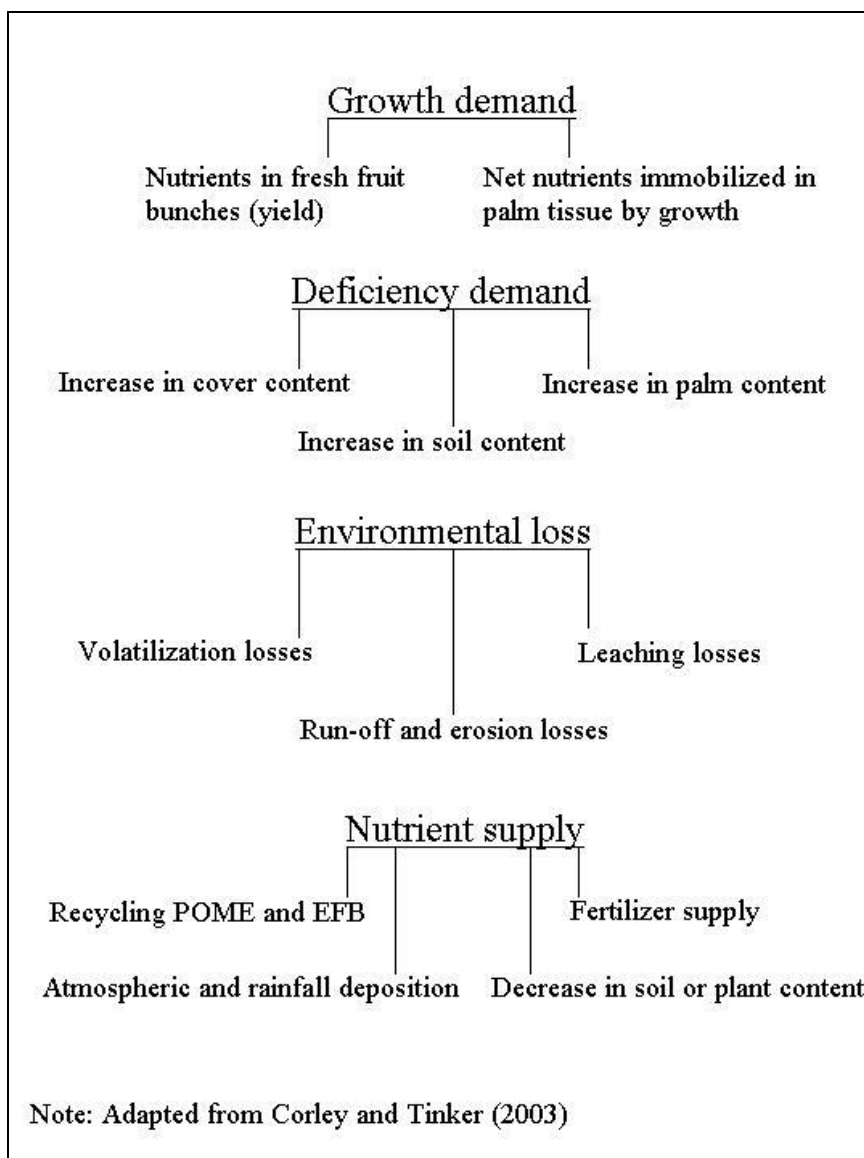 Growth demand
Nutrients in fresh fruit
bunches (yield)
Net nutrients immobilized in
palm tissue by growth
Deficiency demand
Increase in cover content
Increase in palm content
Increase in soil content
Environmental loss
Volatilization losses
Leaching losses
Run-off and erosion losses
Nutrient supply
Recycling POME and EFB
Fertilizer supply
Atmospheric and rainfall deposition
Decrease in soil or plant content
Note: Adapted from Corley and Tinker (2003)